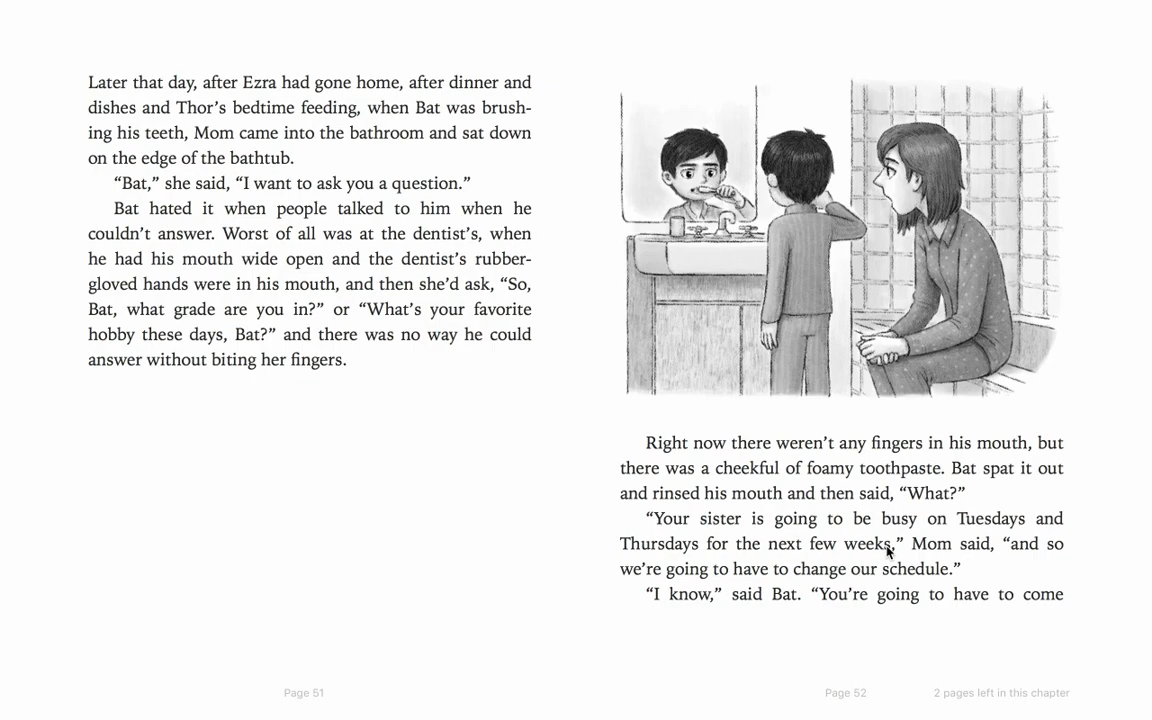 Later that day, after Ezra had gone home, after dinner and
dishes and Thor’s bedtime feeding, when Bat was brush-
ing his teeth, Mom came into the bathroom and sat down
on the edge of the bathtub.
“Bat,” she said, “I want to ask you a question.”
Bat hated it when people talked to him when he
couldn’t answer. Worst of all was at the dentist’s, when
he had his mouth wide open and the dentist’s rubber-
gloved hands were in his mouth, and then she’d ask, “So,
Bat, what grade are you in?” or “What’s your favorite
hobby these days, Bat?” and there was no way he could
answer without biting her fingers.
Page 51
Right now there weren’t any fingers in his mouth, but
there was a cheekful of foamy toothpaste. Bat spat it out
and rinsed his mouth and then said, “What?”
“Your sister is going to be busy on Tuesdays and
Thursdays for the next few weeks,” Mom said, “and so
we’re going to have to change our schedule.”
“I know,” said Bat. “You’re going to have to come
Page 52
2 pages left in this chapter